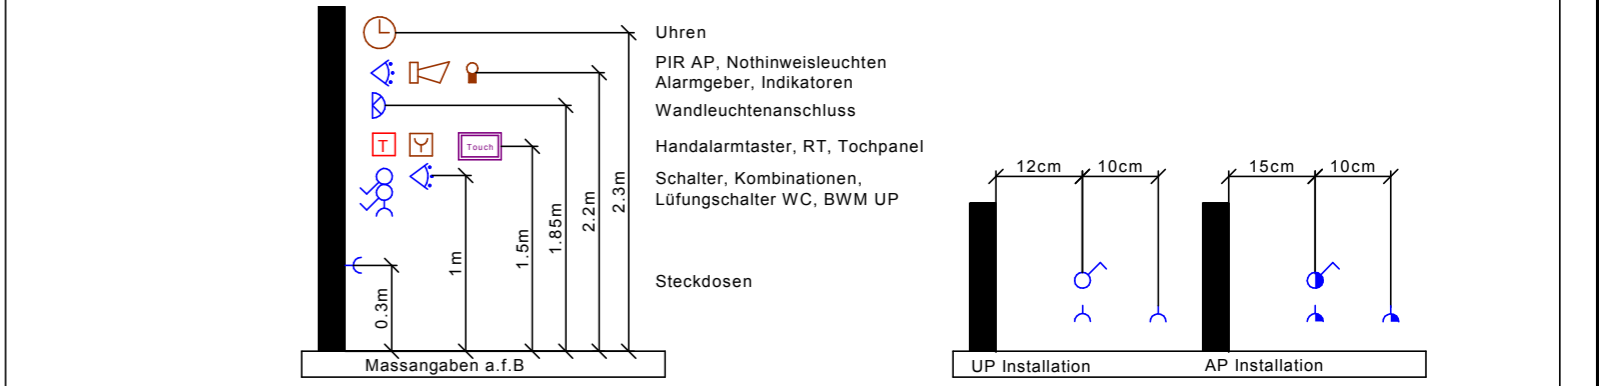 Uhren
PIR AP, Nothinweisleuchten
Alarmgeber, Indikatoren
Wandleuchtenanschluss
T
Touch
Handalarmtaster, RT, Tochpanel
Schalter, Kombinationen,
Lüfungschalter WC, BWM UP
Steckdosen
0.3m
1m
1.5m
1.85m
2.2m
2.3m
Massangaben a.f.B
12cm
10cm
UP Installation
15cm
10cm
AP Installation